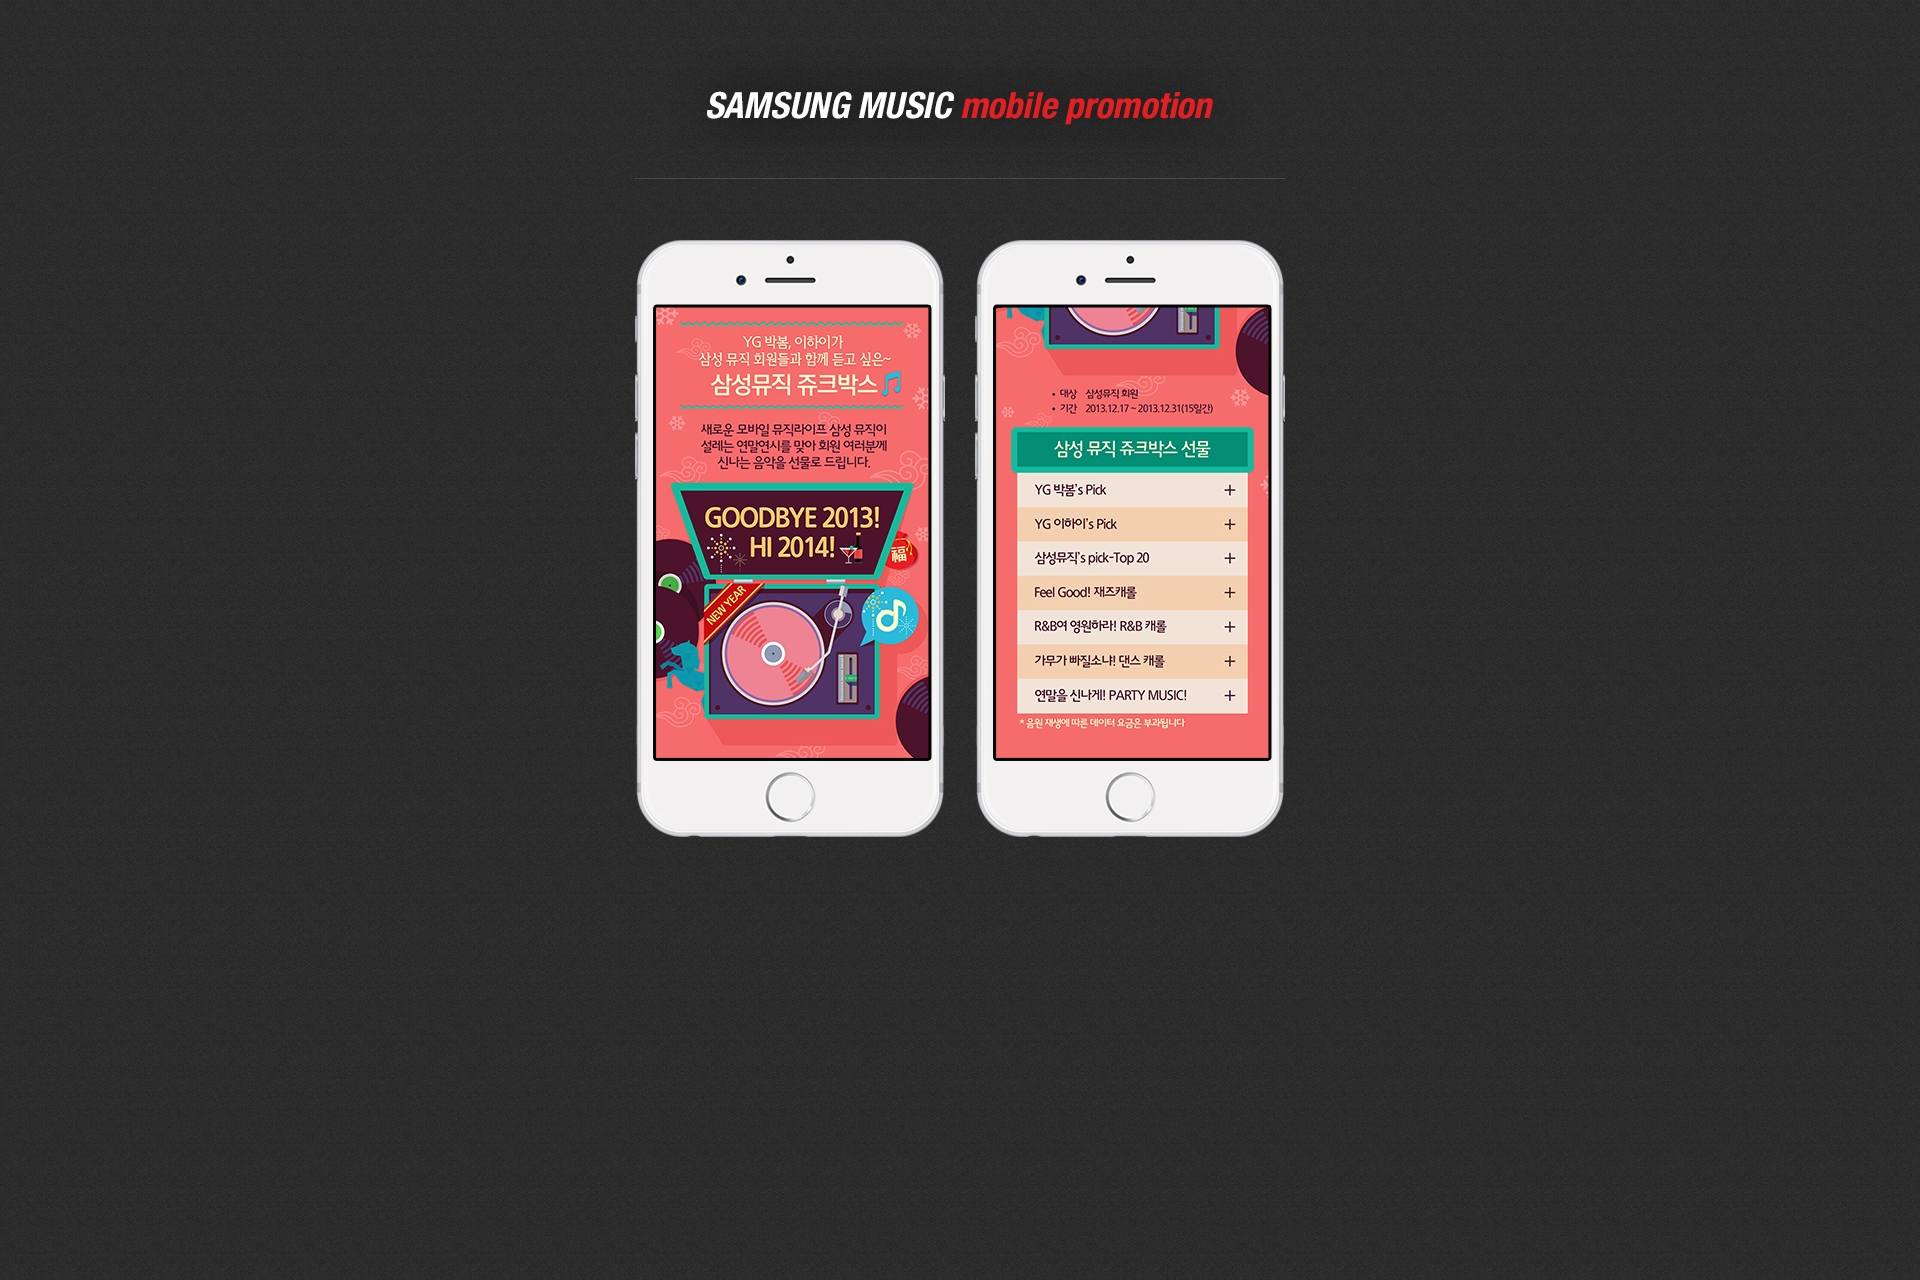 SAMSUNG MUSIC mobile promotion
YG 박봄, 이하이가
삼성 뮤직 회원들과 함께 듣고 싶은~
삼성뮤직 쥬크박스
새로운 모바일 뮤직라이프 삼성 뮤직이
설레는 연말연시를 맞아 회원 여러분께
신나는 음악을 선물로 드립니다.
GOODBYE 2013!
HI 2014!
福
NEW YEAR
• 대상 삼성뮤직 회원
• 기간 2013.12.17 ~ 2013.12.31(15일간)
삼성 뮤직 쥬크박스 선물
YG 박봄's Pick +
YG 이하이's Pick +
삼성뮤직's pick-Top 20 +
Feel Good! 재즈캐롤 +
R&B여 영원하라! R&B 캐롤 +
가무가 빠질소냐! 댄스 캐롤 +
연말을 신나게! PARTY MUSIC! +
* 음원 재생에 따른 데이터 요금은 부과됩니다